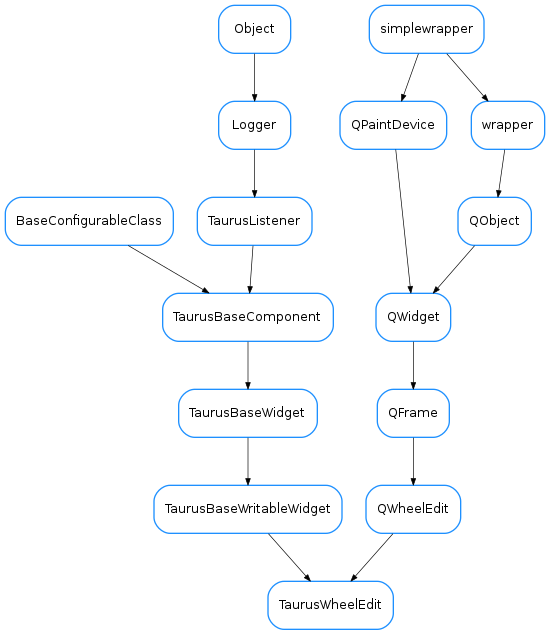 Object
simplewrapper
Logger
QPaintDevice
wrapper
BaseConfigurableClass
TaurusListener
QObject
TaurusBaseComponent
QWidget
TaurusBaseWidget
QFrame
TaurusBaseWritableWidget
QWheelEdit
TaurusWheelEdit